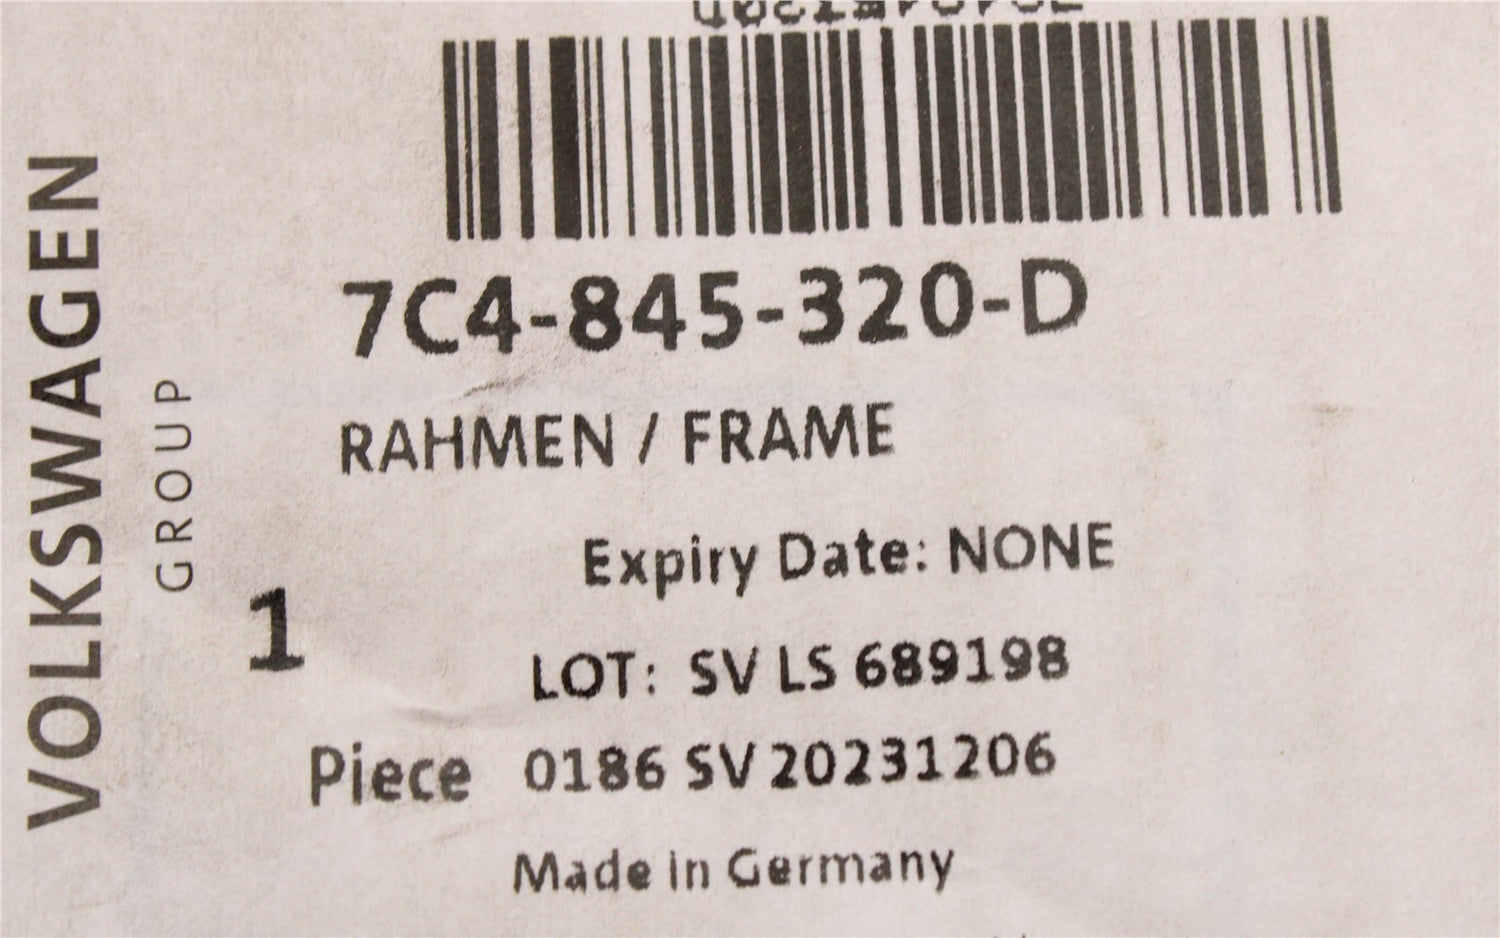 7C4-845-320-D
RAHMEN / FRAME
Expiry Date: NONE
1
LOT: SV LS 689198
Piece 0186 SV 20231206
Made in Germany
VOLKSWAGEN
GROUP